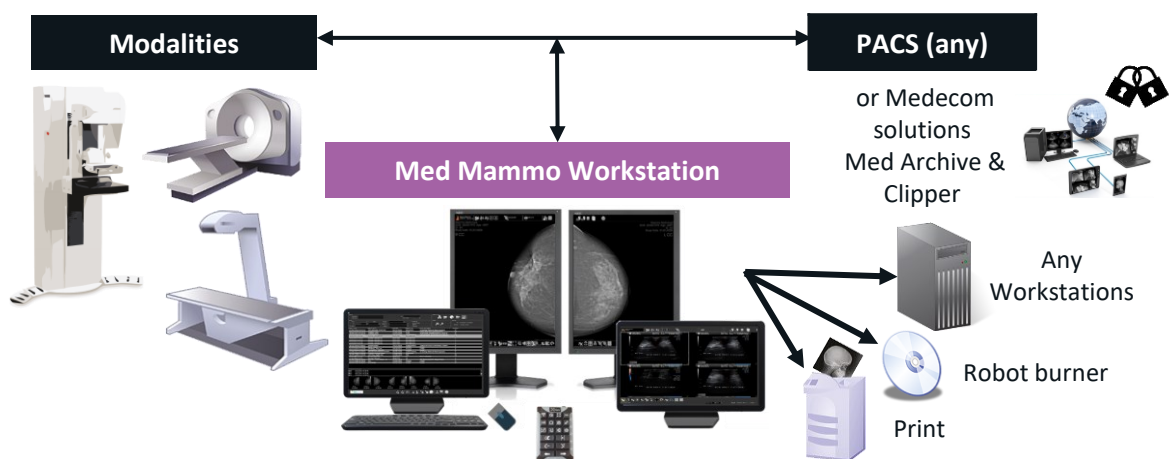 Modalities
PACS (any)
or Medecom
solutions
Med Archive &
Clipper
Med Mammo Workstation
Any
Workstations
Robot burner
Print